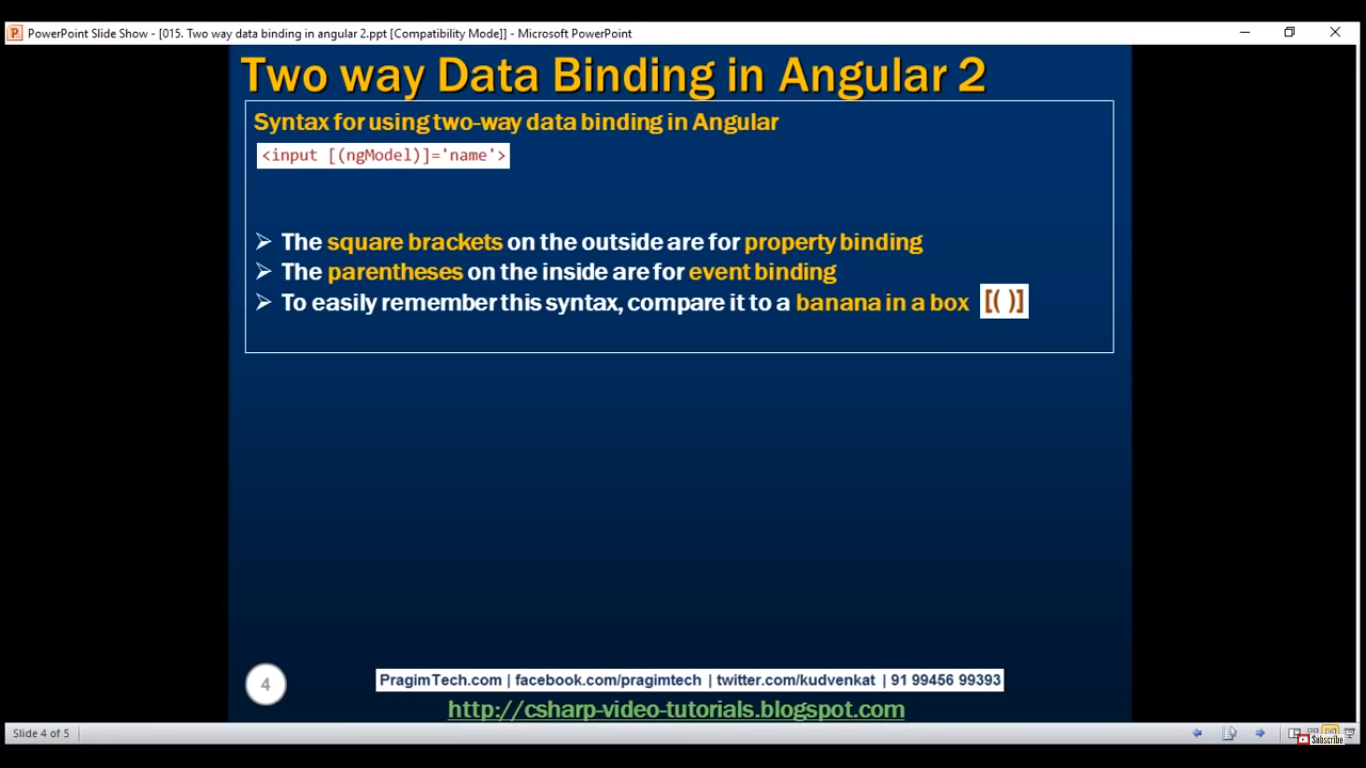 PowerPoint Slide Show - [015. Two way data binding in angular 2.ppt [Compatibility Mode]] - Microsoft PowerPoint
Two way Data Binding in Angular 2
Syntax for using two-way data binding in Angular
<input [(ngModel)]='name'>
The square brackets on the outside are for property binding
The parentheses on the inside are for event binding
To easily remember this syntax, compare it to a banana in a box [( )]
4
PragimTech.com | facebook.com/pragimtech | twitter.com/kudvenkat | 91 99456 99393
http://csharp-video-tutorials.blogspot.com
Slide 4 of 5
Subscribe